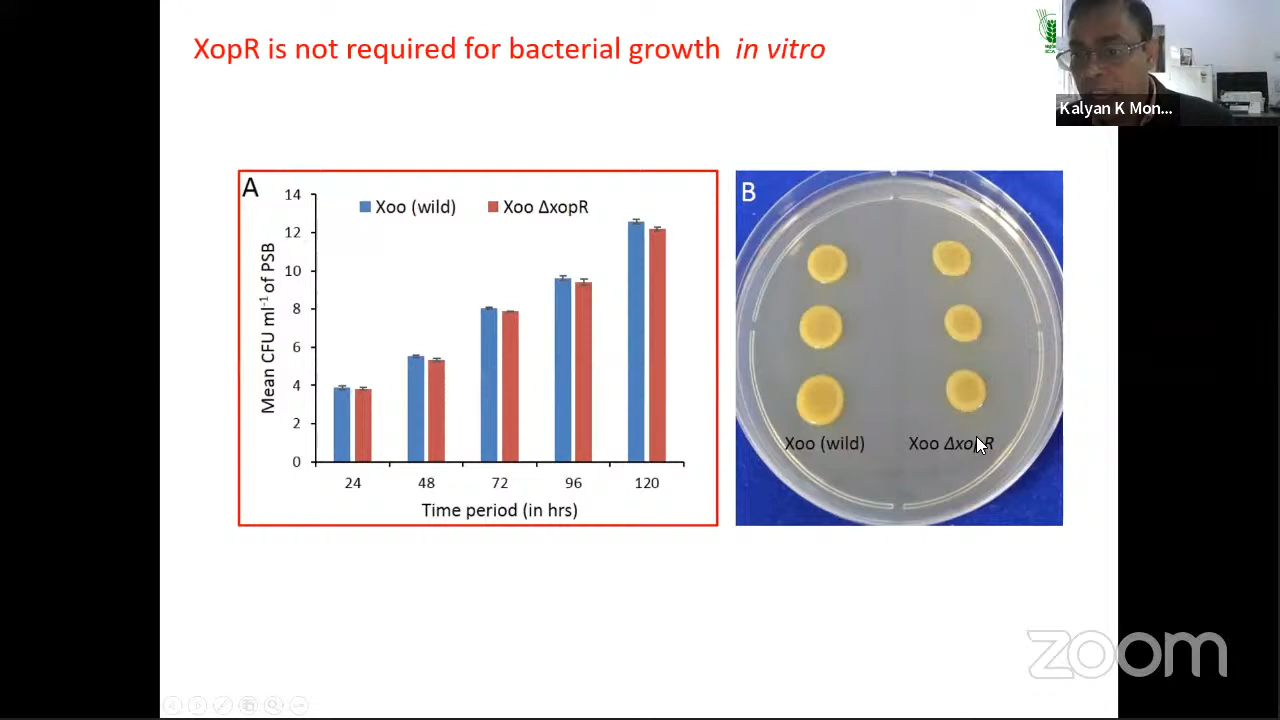 XopR is not required for bacterial growth in vitro
Kalyan K Mon...
A
14
12
10
8
6
4
2
0
Xoo (wild)
Xoo ΔxopR
Mean CFU ml-1 of PSB
24
48
72
96
120
Time period (in hrs)
B
Xoo (wild)
Xoo ΔxopR
zoom